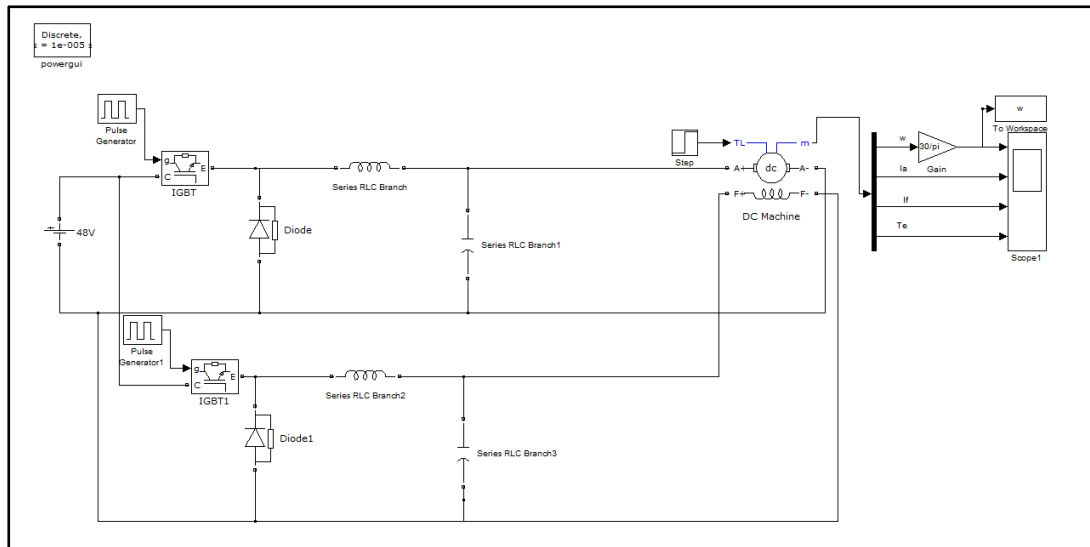 Discrete,
s = 1e-005 s
powergui
Pulse
Generator
g
C
E
IGBT
48V
Diode
Series RLC Branch
Series RLC Branch1
Step
TL
m
A+
dc
A-
F+
F-
DC Machine
w
30/pi
Gain
Ia
If
Te
w
To Workspace
Scope1
Pulse
Generator1
g
C
E
IGBT1
Diode1
Series RLC Branch2
Series RLC Branch3